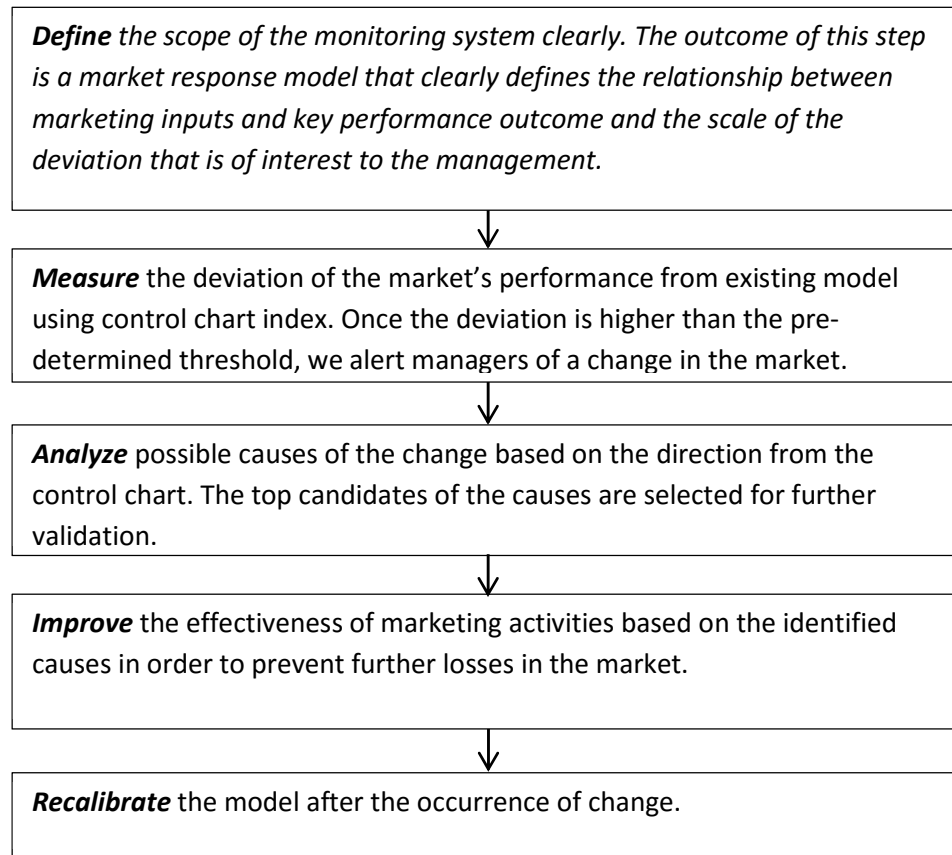 Define the scope of the monitoring system clearly. The outcome of this step
is a market response model that clearly defines the relationship between
marketing inputs and key performance outcome and the scale of the
deviation that is of interest to the management.
Measure the deviation of the market’s performance from existing model
using control chart index. Once the deviation is higher than the pre-
determined threshold, we alert managers of a change in the market.
Analyze possible causes of the change based on the direction from the
control chart. The top candidates of the causes are selected for further
validation.
Improve the effectiveness of marketing activities based on the identified
causes in order to prevent further losses in the market.
Recalibrate the model after the occurrence of change.